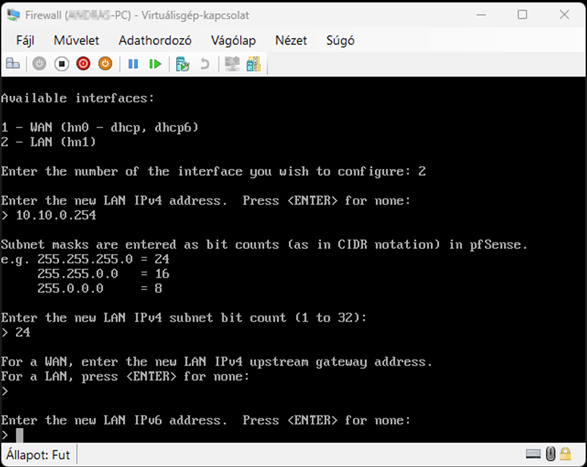 Firewall ( -PC) - Virtuálisgép-kapcsolat
Fájl Művelet Adathordozó Vágólap Nézet Súgó
Available interfaces:
1 - WAN (hn0 - dhcp, dhcp6)
2 - LAN (hn1)
Enter the number of the interface you wish to configure: 2
Enter the new LAN IPv4 address.  Press <ENTER> for none:
> 10.10.0.254
Subnet masks are entered as bit counts (as in CIDR notation) in pfSense.
e.g. 255.255.255.0 = 24
255.255.0.0   = 16
255.0.0.0     = 8
Enter the new LAN IPv4 subnet bit count (1 to 32):
> 24
For a WAN, enter the new LAN IPv4 upstream gateway address.
For a LAN, press <ENTER> for none:
>
Enter the new LAN IPv6 address.  Press <ENTER> for none:
>
Állapot: Fut